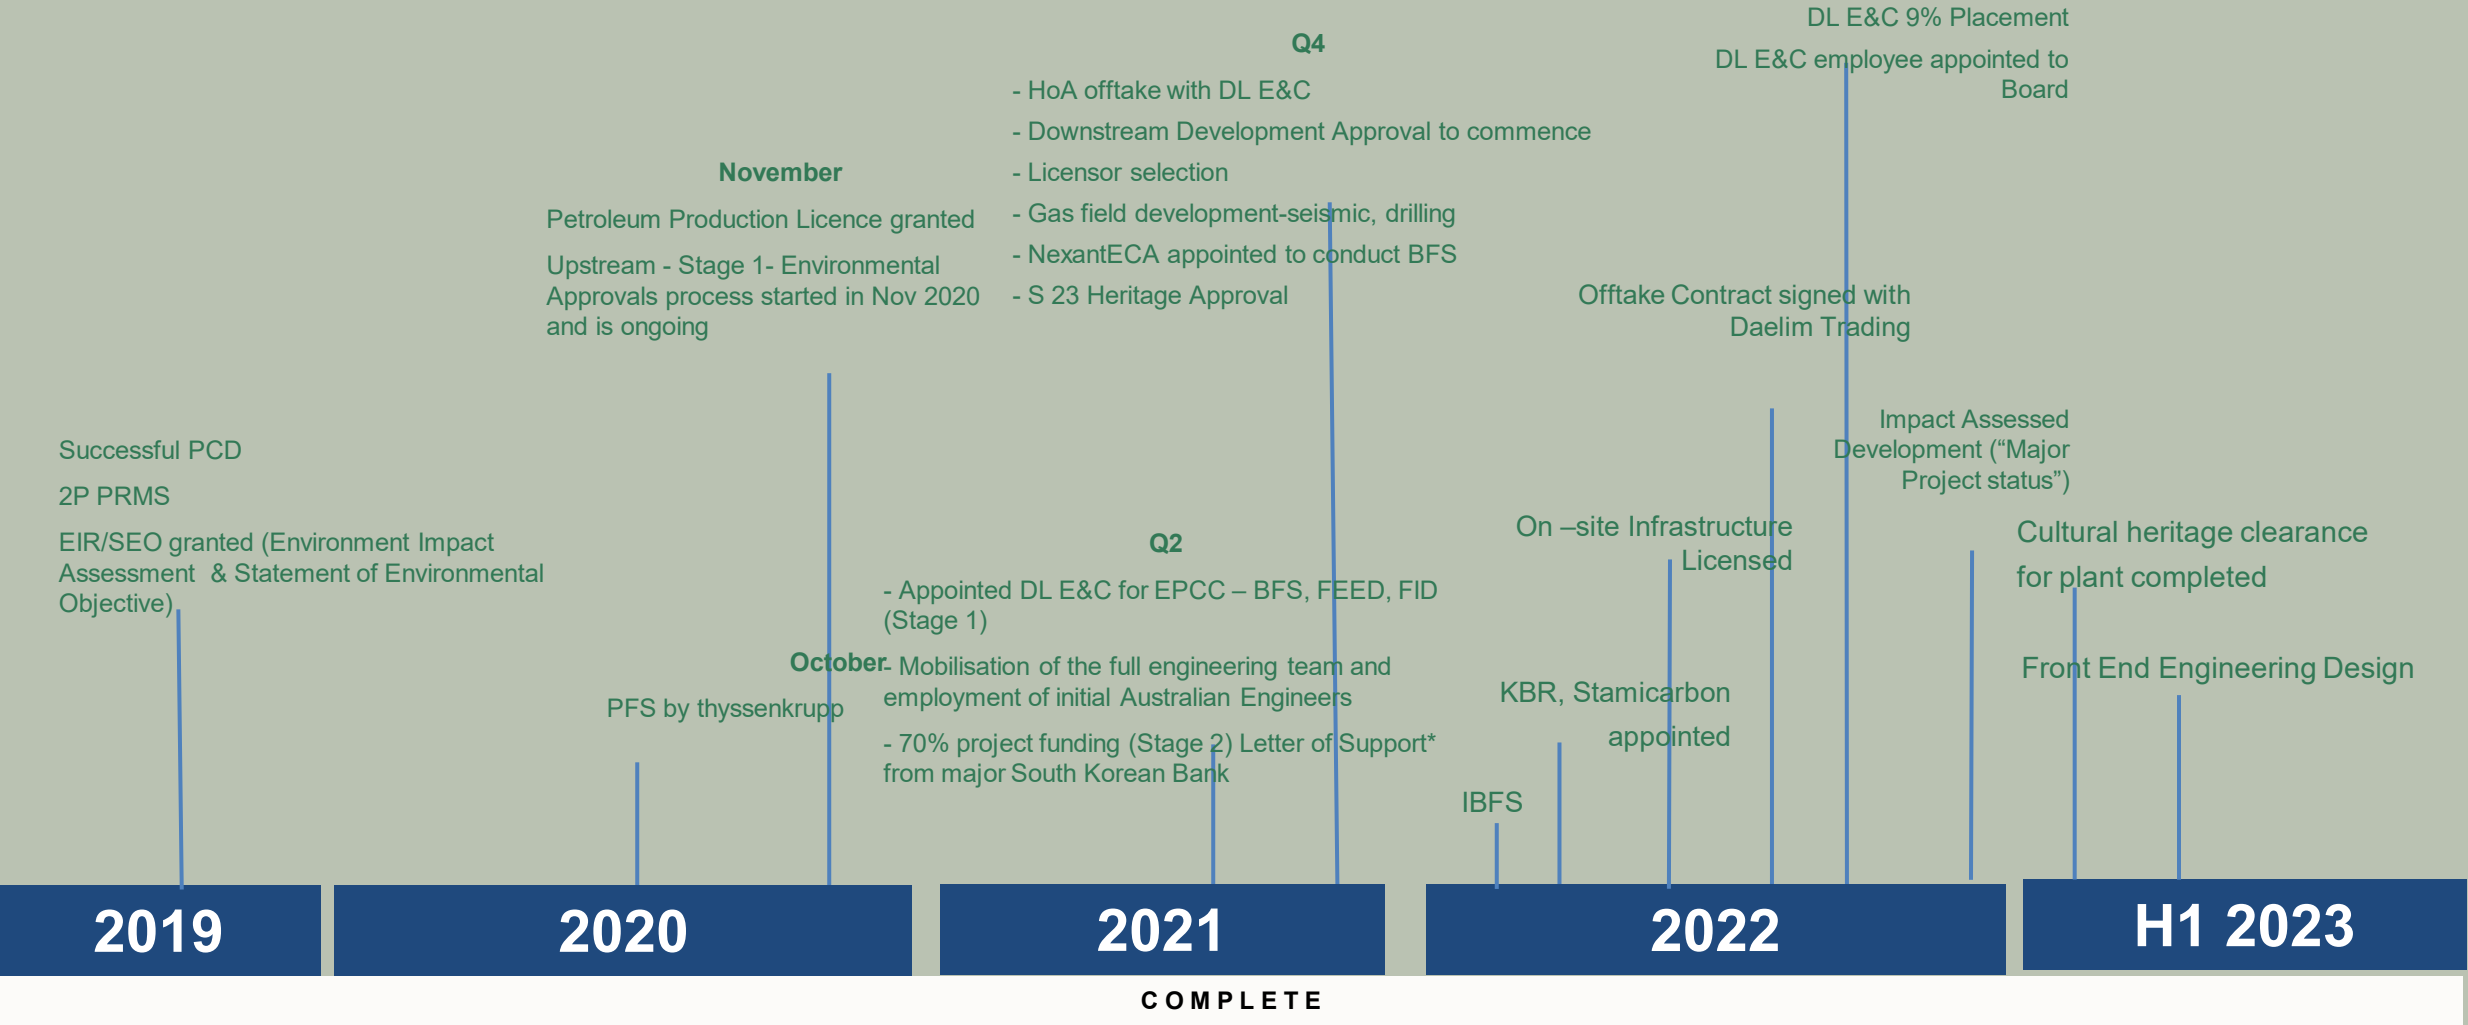 Successful PCD
2P PRMS
EIR/SEO granted (Environment Impact
Assessment & Statement of Environmental
Objective)
October
PFS by thyssenkrupp
November
Petroleum Production Licence granted
Upstream - Stage 1- Environmental
Approvals process started in Nov 2020
and is ongoing
Q2
- Appointed DL E&C for EPCC – BFS, FEED, FID
(Stage 1)
- Mobilisation of the full engineering team and
employment of initial Australian Engineers
- 70% project funding (Stage 2) Letter of Support*
from major South Korean Bank
Q4
- HoA offtake with DL E&C
- Downstream Development Approval to commence
- Licensor selection
- Gas field development-seismic, drilling
- NexantECA appointed to conduct BFS
- S 23 Heritage Approval
IBFS
KBR, Stamicarbon
appointed
On –site Infrastructure
Licensed
Offtake Contract signed with
Daelim Trading
DL E&C 9% Placement
DL E&C employee appointed to
Board
Impact Assessed
Development (“Major
Project status”)
Cultural heritage clearance
for plant completed
Front End Engineering Design
2019
2020
2021
2022
H1 2023
COMPLETE